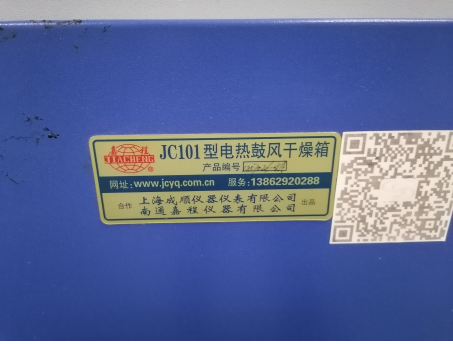 JIACHENG
®
JC101型电热鼓风干燥箱
产品编号
网址:www.jcyq.com.cn 服务:13862920288
合作 上海成顺仪器仪表有限公司 出品
南通嘉程仪器有限公司